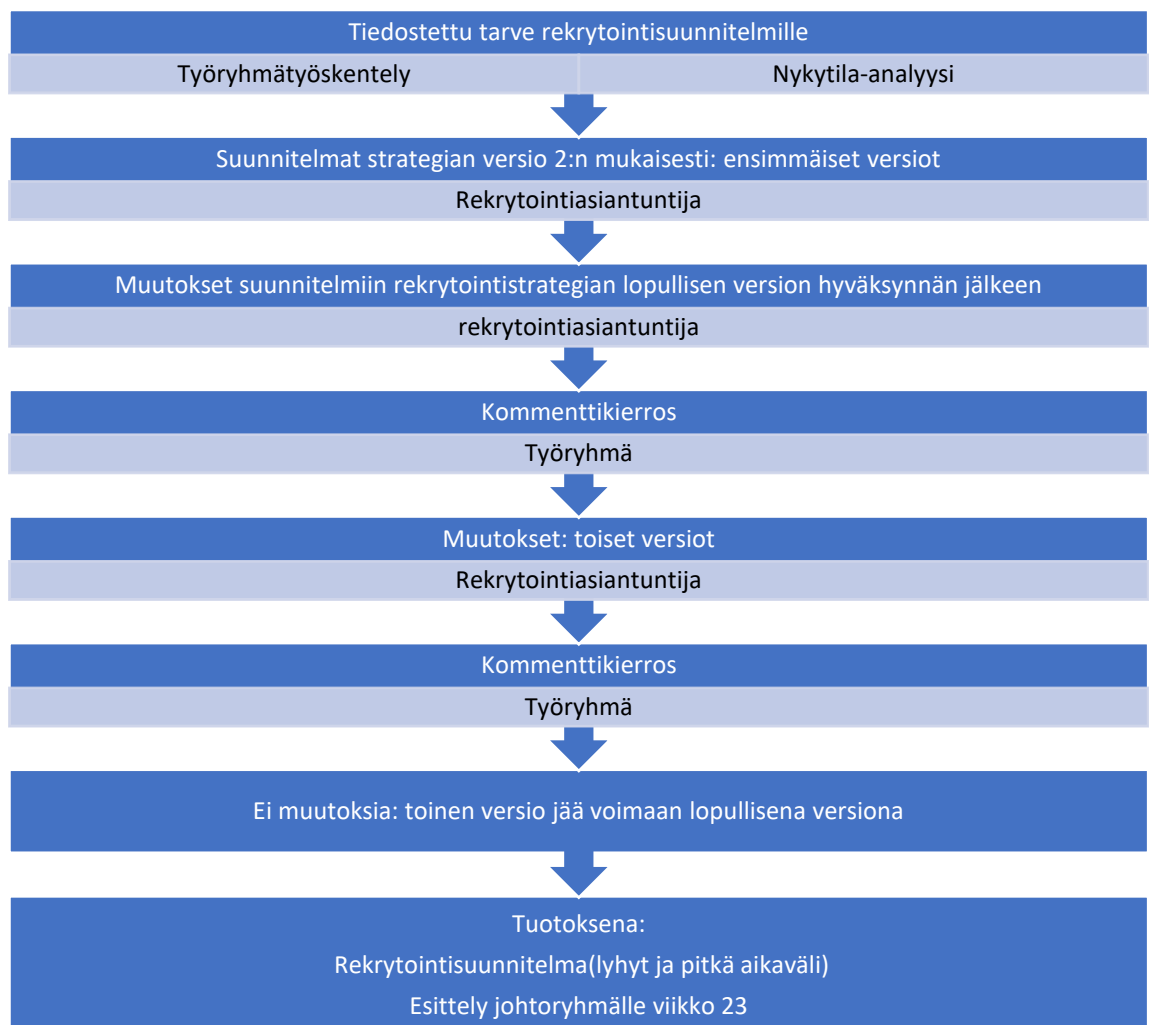 Tiedostettu tarve rekrytointisuunnitelmille
Työryhmätyöskentely
Nykytila-analyysi
Suunnitelmat strategian versio 2:n mukaisesti: ensimmäiset versiot
Rekrytointiasiantuntija
Muutokset suunnitelmiin rekrytointistrategian lopullisen version hyväksynnän jälkeen
rekrytointiasiantuntija
Kommenttikierros
Työryhmä
Muutokset: toiset versiot
Rekrytointiasiantuntija
Kommenttikierros
Työryhmä
Ei muutoksia: toinen versio jää voimaan lopullisena versiona
Tuotoksena:
Rekrytointisuunnitelma(lyhyt ja pitkä aikaväli)
Esittely johtoryhmälle viikko 23